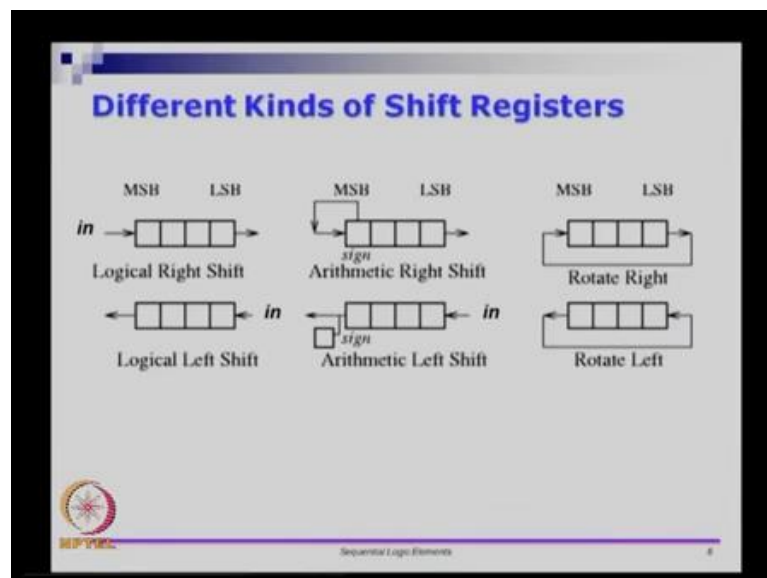 Different Kinds of Shift Registers
MSB LSB MSB LSB MSB LSB
in
sign
Logical Right Shift Arithmetic Right Shift Rotate Right
in in
sign
Logical Left Shift Arithmetic Left Shift Rotate Left
NPTEL
Sequential Logic Elements 6